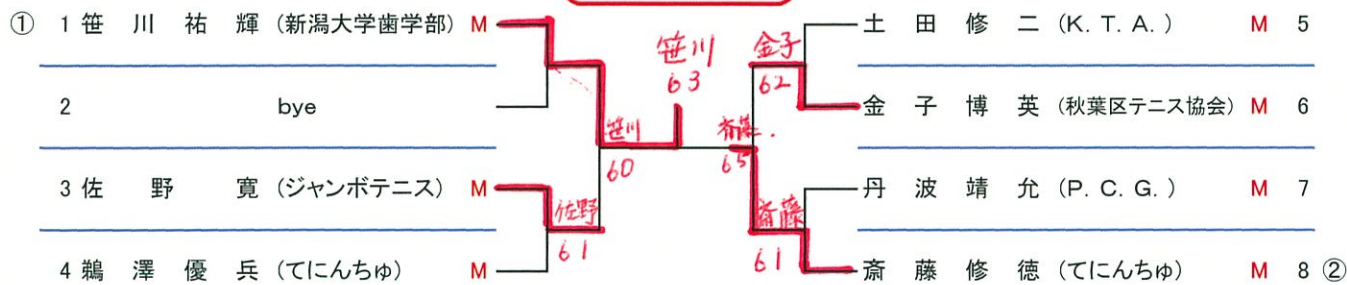 ① 1 笹川祐輝 (新潟大学歯学部) M
2 bye
3 佐野寛 (ジャンボテニス) M
4 鵜澤優兵 (てにんちゅ) M
笹川
63
笹川
60
佐野
61
金子
62
斎藤.
65
斎藤
61
土田修二 (K. T. A.) M 5
金子博英 (秋葉区テニス協会) M 6
丹波靖允 (P. C. G.) M 7
斎藤修徳 (てにんちゅ) M 8 ②